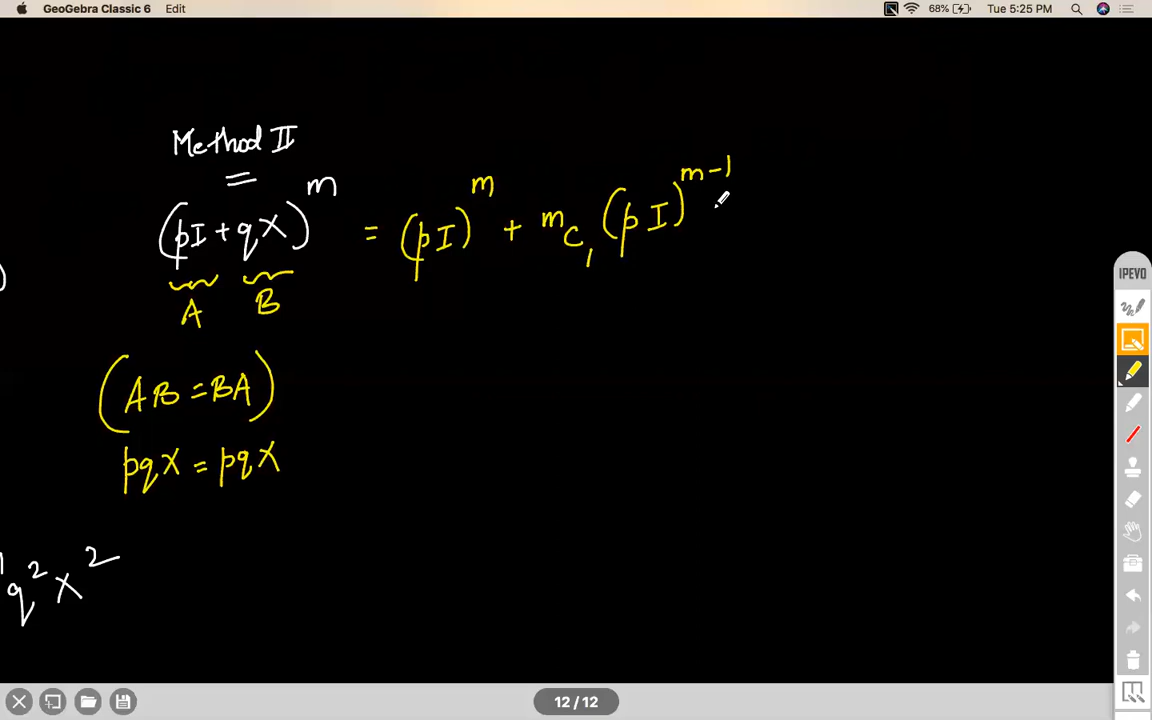 GeoGebra Classic 6 Edit 68% Tue 5:25 PM
Method II
(pI + qX)^m = (pI)^m + ^mC_1 (pI)^{m-1}
A B
(AB = BA)
pqX = pqX
q^2 X^2
IPEVO
12 / 12